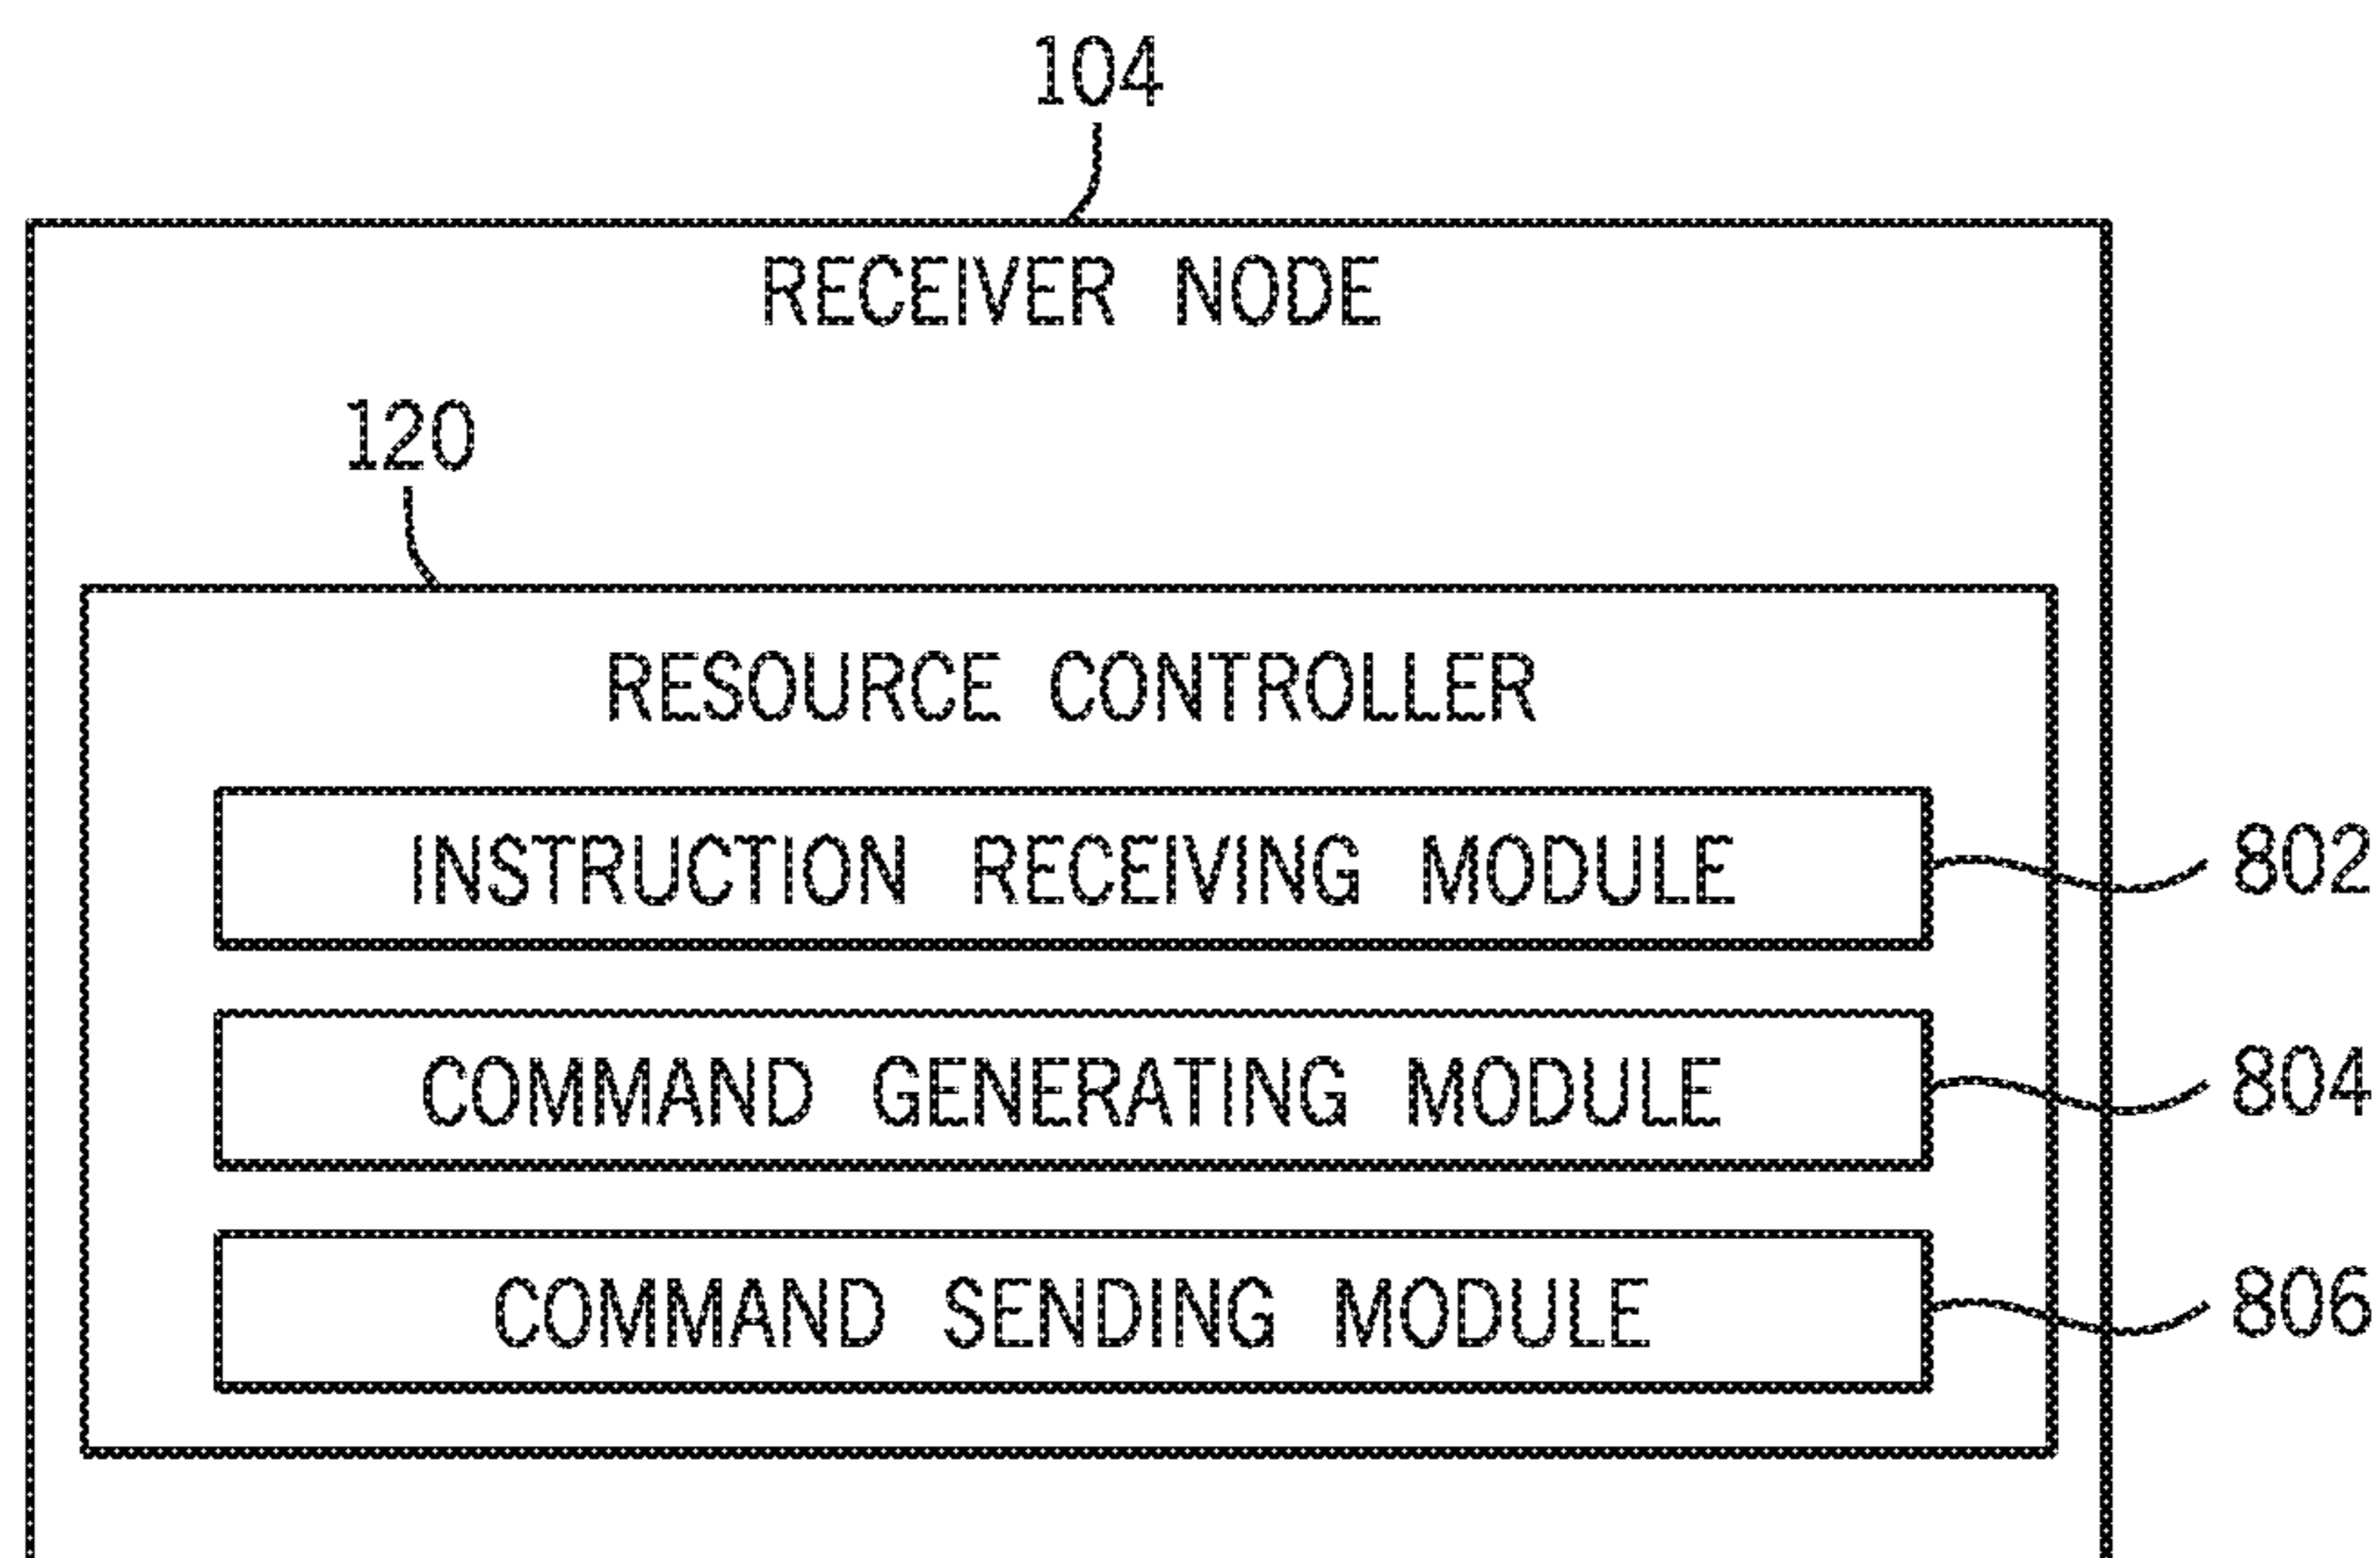 104
RECEIVER NODE
120
RESOURCE CONTROLLER
INSTRUCTION RECEIVING MODULE
802
COMMAND GENERATING MODULE
804
COMMAND SENDING MODULE
806